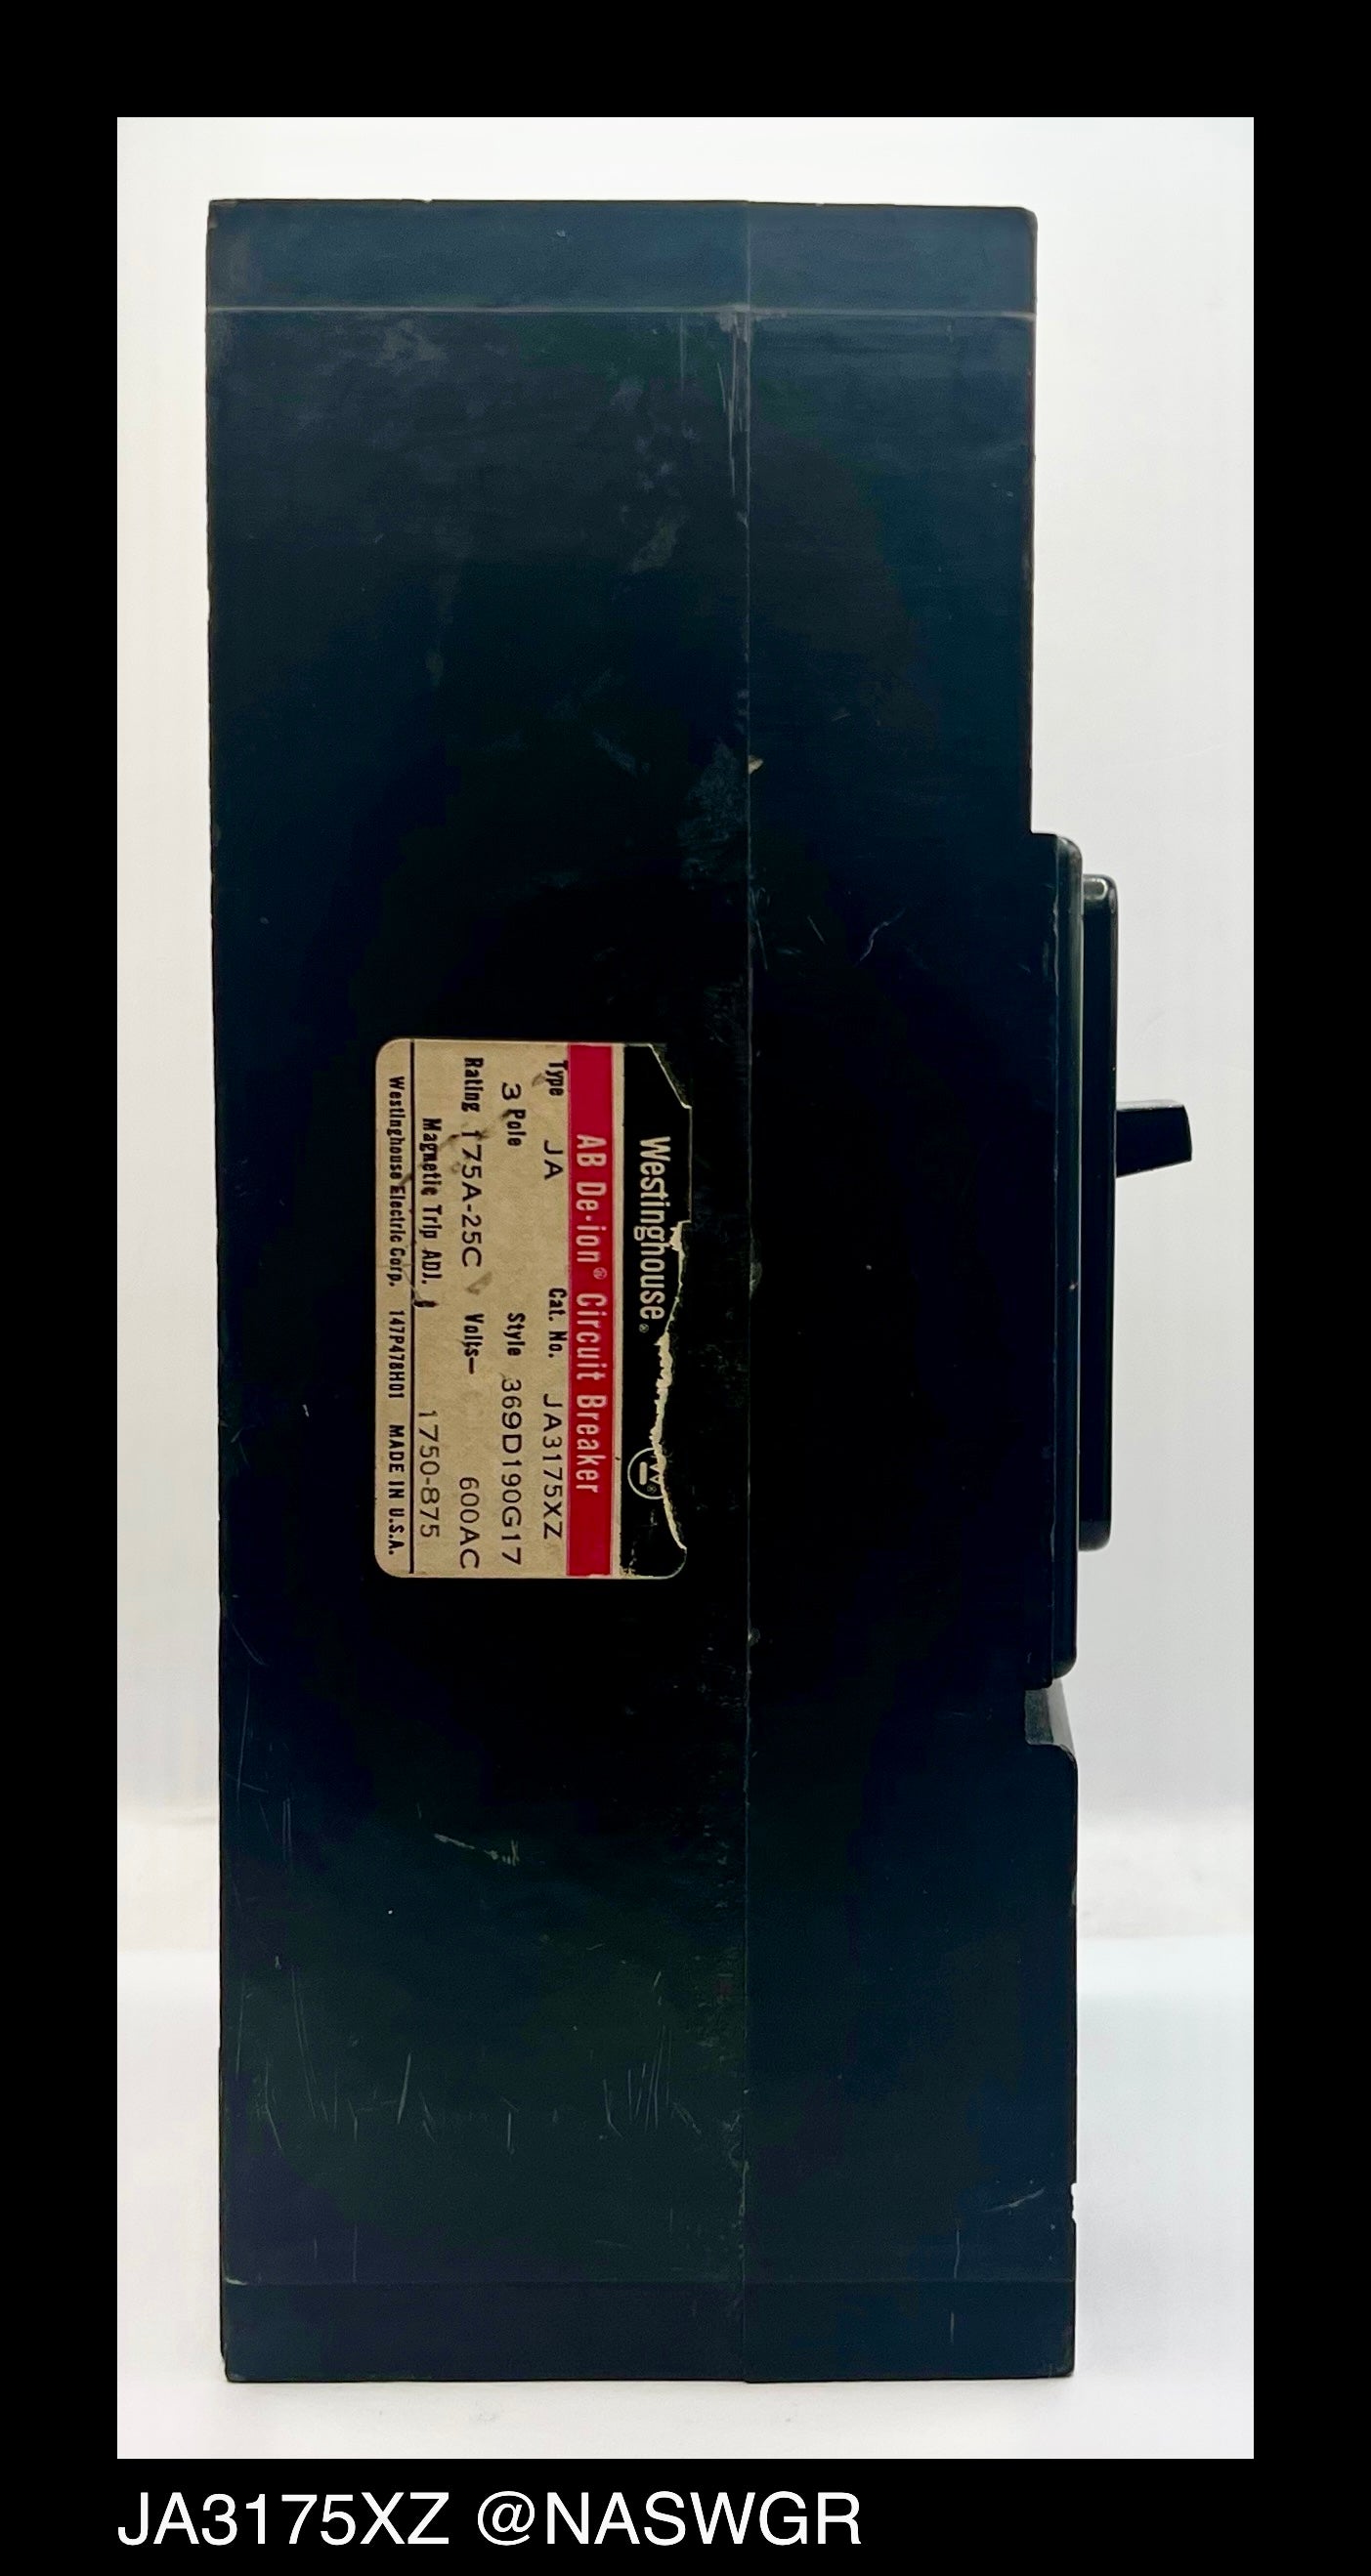 Westinghouse®
W®
AB De-ion® Circuit Breaker
Type JA Cat. No. JA3175XZ
3 Pole Style 369D190G17
Rating 175A-25C Volts— 600AC
Magnetic Trip ADJ. 1750-875
Westinghouse Electric Corp. 147P478H01 MADE IN U.S.A.
JA3175XZ @NASWGR